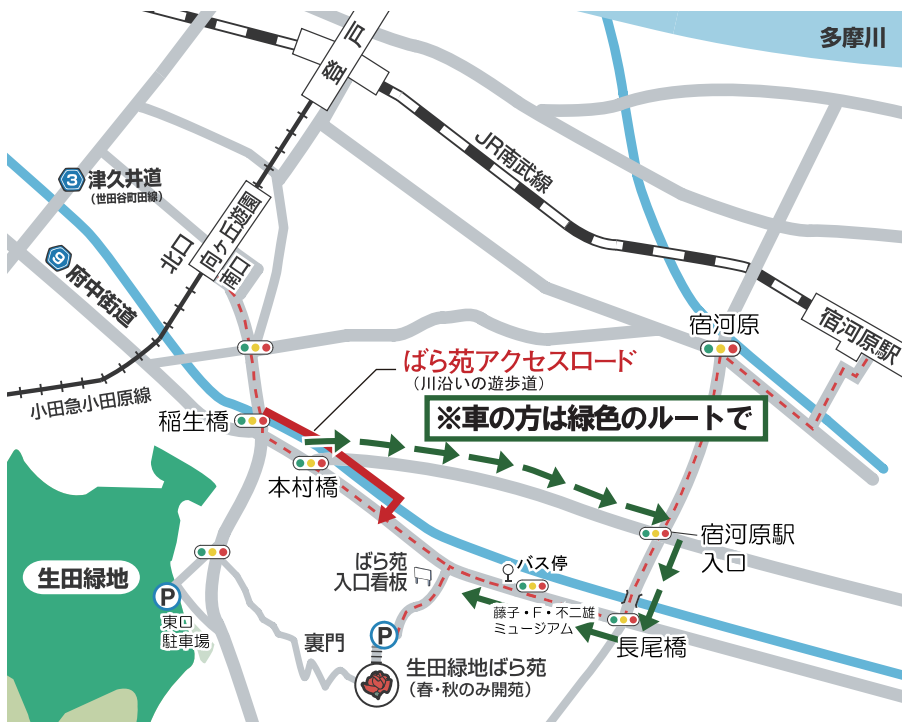 多摩川
登戸
JR南武線
3
津久井道
(世田谷町田線)
北口
向ヶ丘遊園
南口
9
府中街道
小田急小田原線
宿河原
宿河原駅
ばら苑アクセスロード
(川沿いの遊歩道)
※車の方は緑色のルートで
稲生橋
本村橋
宿河原駅
入口
ばら苑
入口看板
バス停
生田緑地
P
東口
駐車場
藤子・F・不二雄
ミュージアム
長尾橋
裏門
P
生田緑地ばら苑
(春・秋のみ開苑)